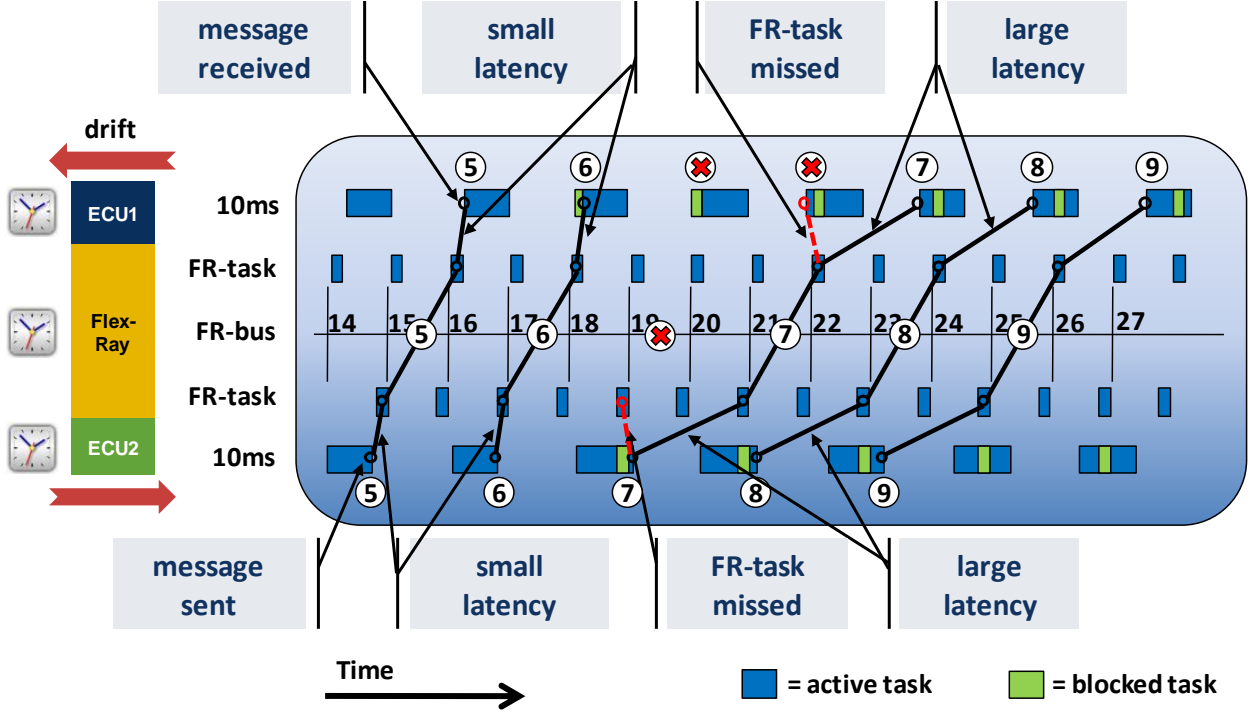 message
received
small
latency
FR-task
missed
large
latency
drift
5 6 7 8 9
ECU1 10ms
FR-task
Flex-
Ray
FR-bus
14 15 16 17 18 19 20 21 22 23 24 25 26 27
5 6 7 8 9
FR-task
ECU2 10ms
5 6 7 8 9
message
sent
small
latency
FR-task
missed
large
latency
Time
= active task
= blocked task